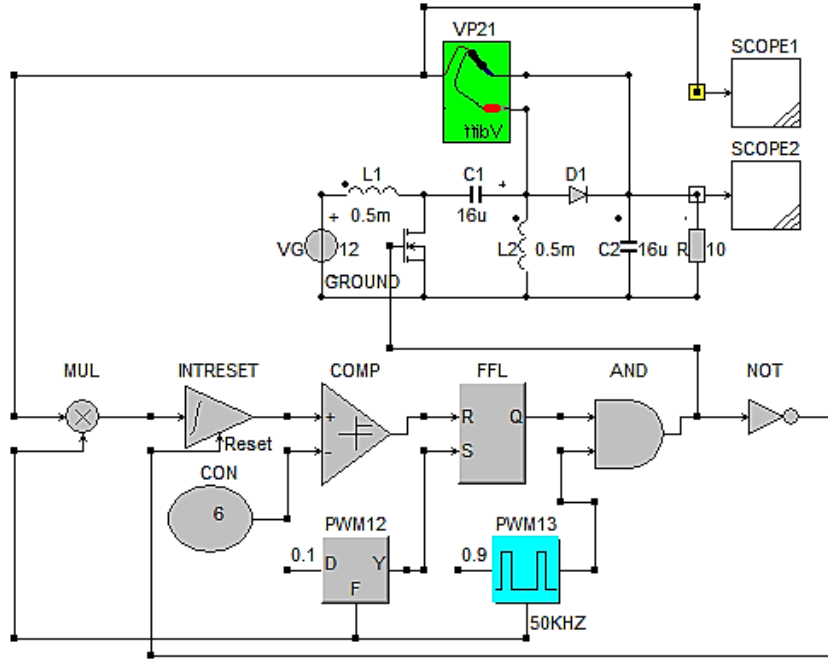 VP21
Vdiff
SCOPE1
SCOPE2
L1
0.5m
C1
+
16u
D1
+
VG 12
GROUND
L2 0.5m
C2 16u
R 10
MUL
INTRESET
COMP
FFL
AND
NOT
+
-
R Q
S
Reset
CON
6
PWM12
0.1 D Y
F
PWM13
0.9
50KHZ